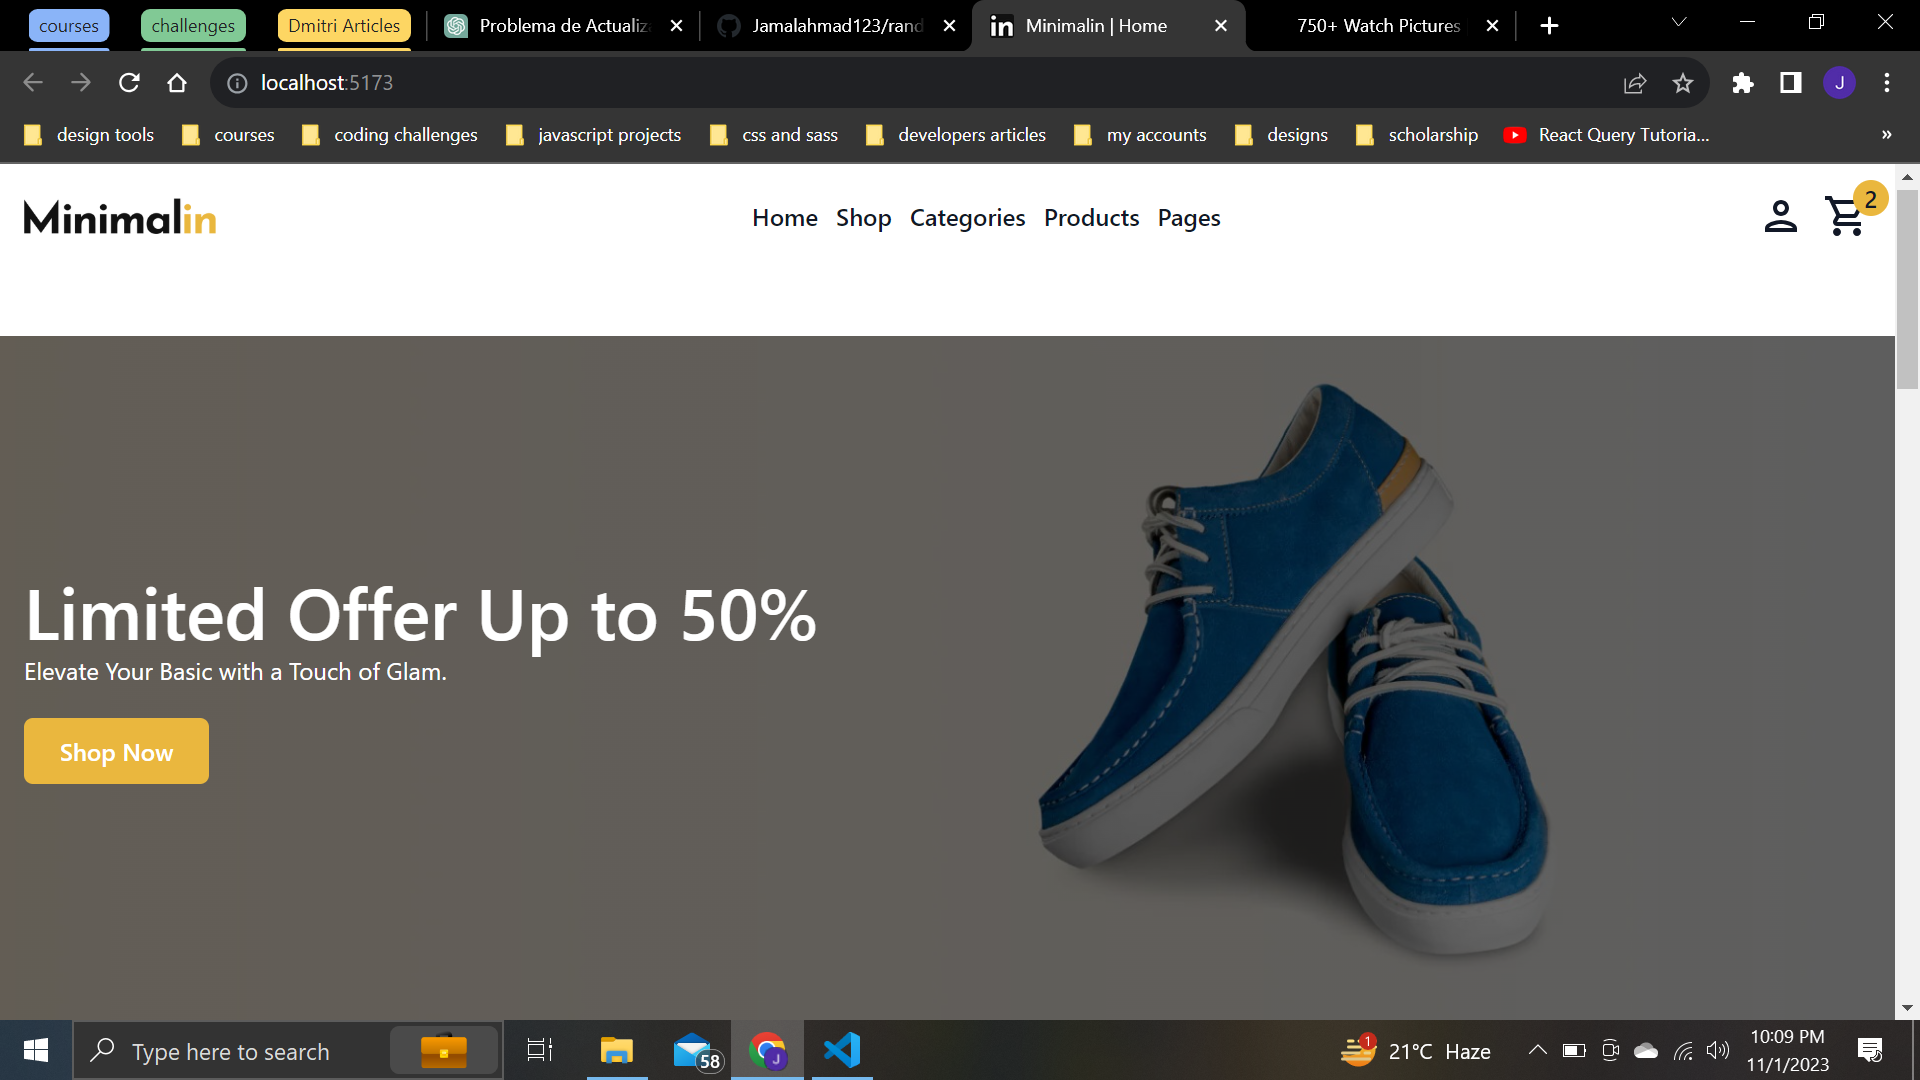 courses
challenges
Dmitri Articles
Problema de Actualiza
Jamalahmad123/rand
in
Minimalin | Home
750+ Watch Pictures
localhost:5173
J
design tools
courses
coding challenges
javascript projects
css and sass
developers articles
my accounts
designs
scholarship
React Query Tutoria...
»
Minimalin
Home
Shop
Categories
Products
Pages
2
Limited Offer Up to 50%
Elevate Your Basic with a Touch of Glam.
Shop Now
Type here to search
58
J
1
21°C Haze
10:09 PM
11/1/2023